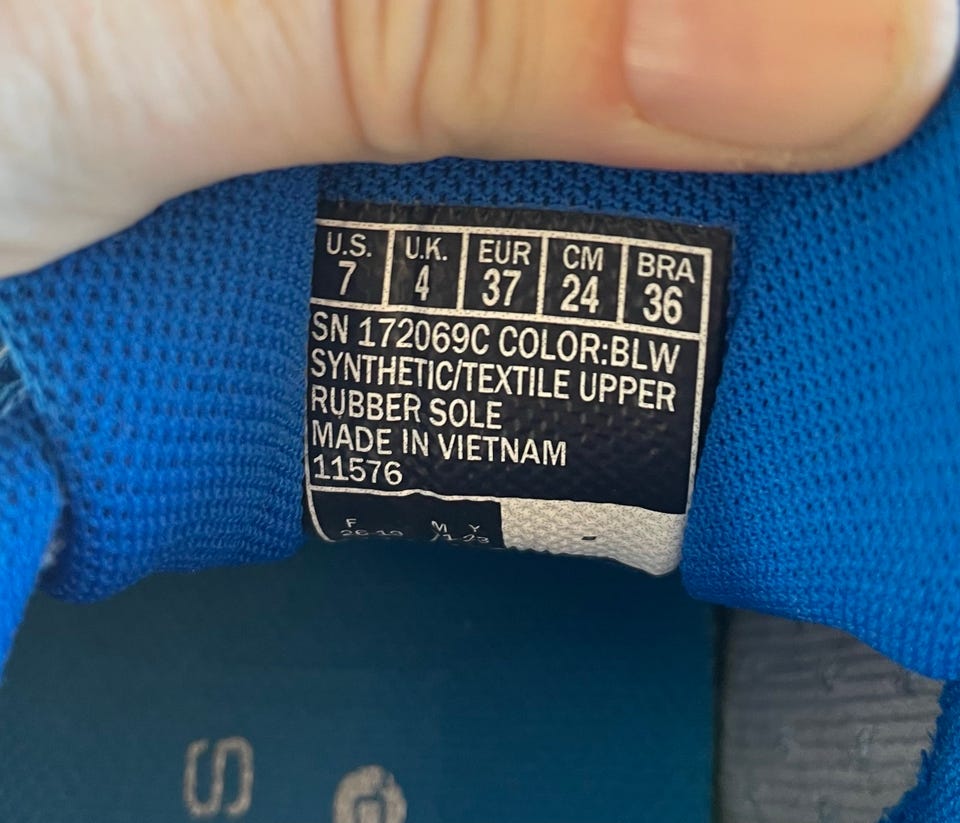 U.S. U.K. EUR CM BRA
7 4 37 24 36
SN 172069C COLOR:BLW
SYNTHETIC/TEXTILE UPPER
RUBBER SOLE
MADE IN VIETNAM
11576
F M Y
S